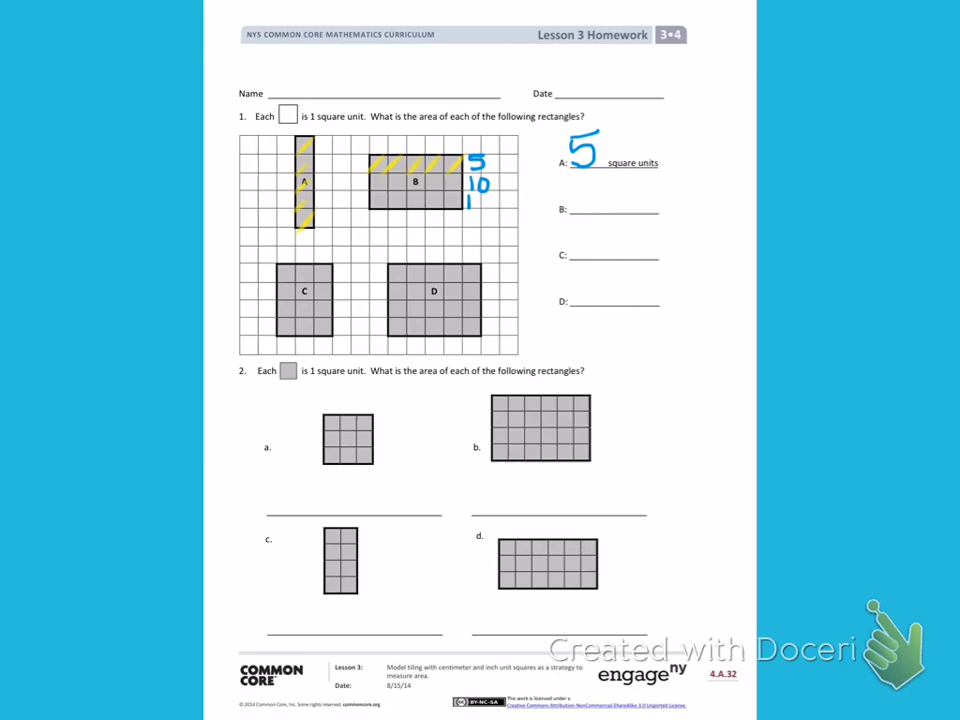 NYS COMMON CORE MATHEMATICS CURRICULUM Lesson 3 Homework 3•4
Name Date
1. Each is 1 square unit. What is the area of each of the following rectangles?
A: 5 square units
A
B
5
10
1
B:
C:
C
D
D:
2. Each is 1 square unit. What is the area of each of the following rectangles?
a. b.
c. d.
Created with Doceri
COMMON CORE™
Lesson 3: Model tiling with centimeter and inch unit squares as a strategy to
measure area.
Date: 8/15/14
engage ny
4.A.32
© 2014 Common Core, Inc. Some rights reserved. commoncore.org
CC BY-NC-SA
This work is licensed under a
Creative Commons Attribution-NonCommercial-ShareAlike 3.0 Unported License.